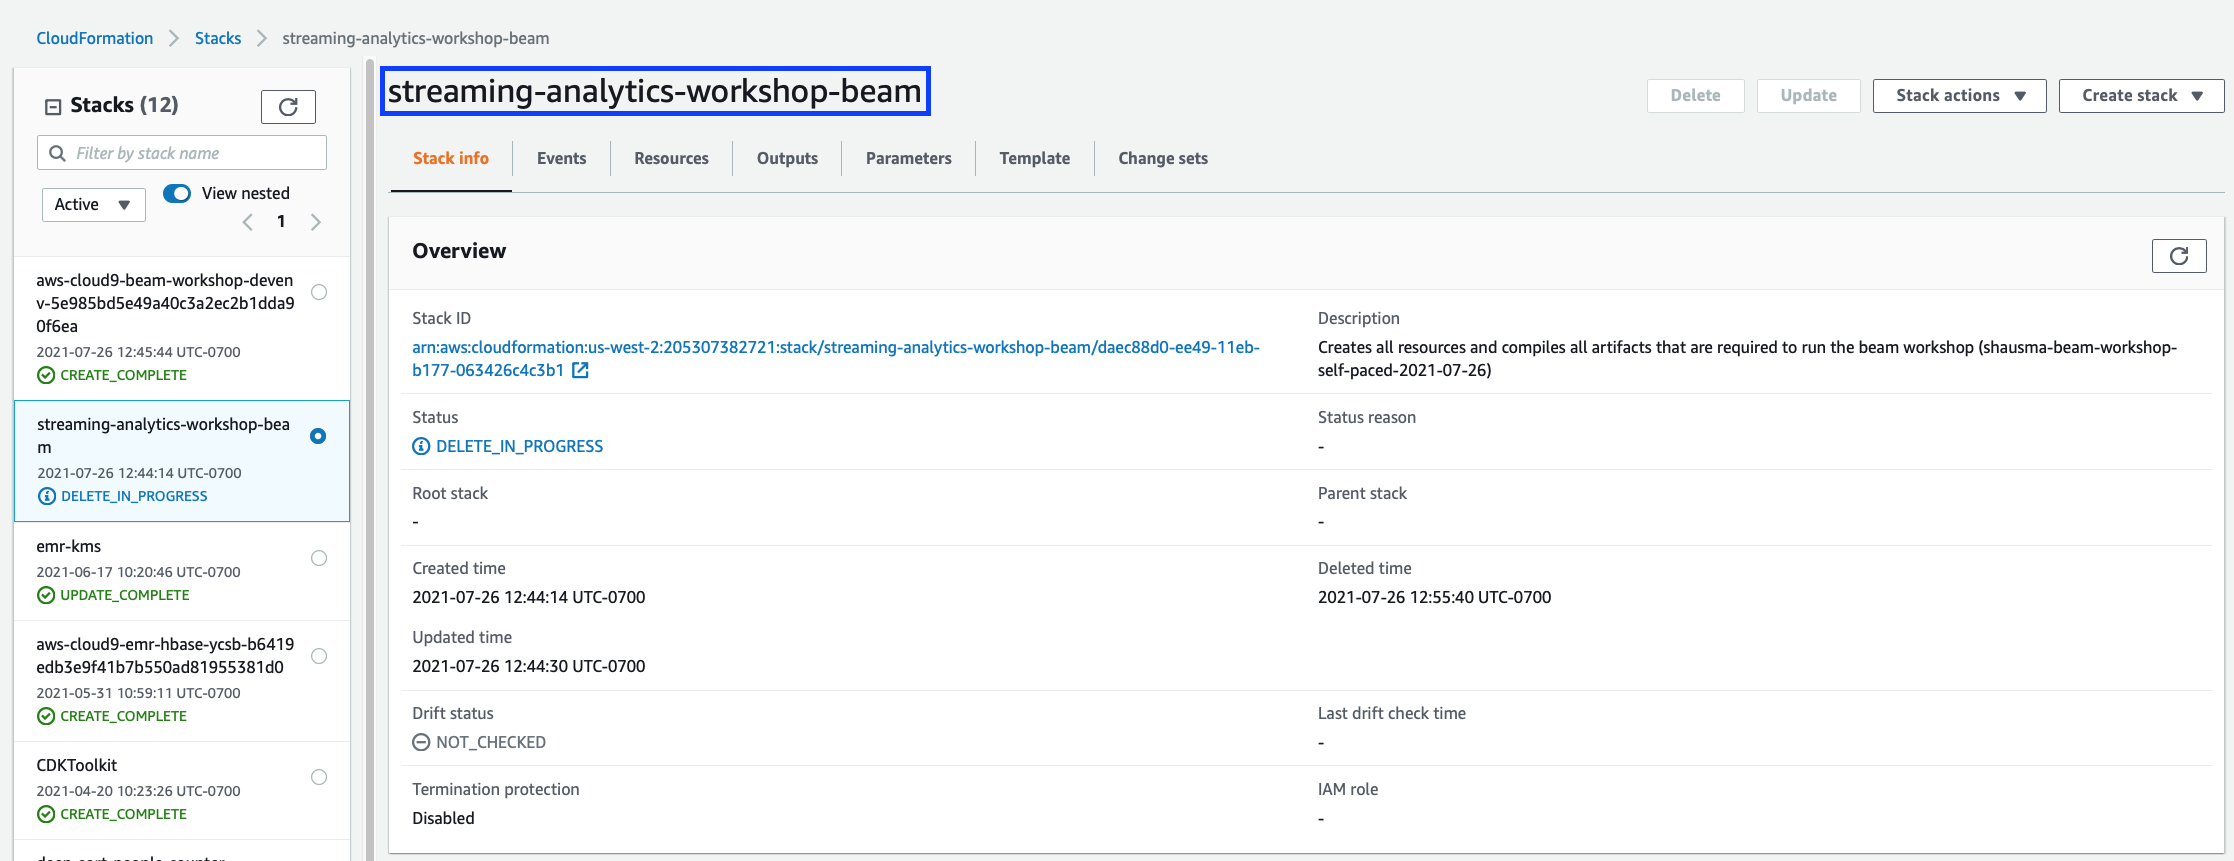 CloudFormation > Stacks > streaming-analytics-workshop-beam
Stacks (12)
Filter by stack name
Active
View nested
1
aws-cloud9-beam-workshop-deven
v-5e985bd5e49a40c3a2ec2b1dda9
0f6ea
2021-07-26 12:45:44 UTC-0700
CREATE_COMPLETE
streaming-analytics-workshop-bea
m
2021-07-26 12:44:14 UTC-0700
DELETE_IN_PROGRESS
emr-kms
2021-06-17 10:20:46 UTC-0700
UPDATE_COMPLETE
aws-cloud9-emr-hbase-ycsb-b6419
edb3e9f41b7b550ad81955381d0
2021-05-31 10:59:11 UTC-0700
CREATE_COMPLETE
CDKToolkit
2021-04-20 10:23:26 UTC-0700
CREATE_COMPLETE
streaming-analytics-workshop-beam
Delete
Update
Stack actions
Create stack
Stack info
Events
Resources
Outputs
Parameters
Template
Change sets
Overview
Stack ID
arn:aws:cloudformation:us-west-2:205307382721:stack/streaming-analytics-workshop-beam/daec88d0-ee49-11eb-
b177-063426c4c3b1
Description
Creates all resources and compiles all artifacts that are required to run the beam workshop (shausma-beam-workshop-
self-paced-2021-07-26)
Status
DELETE_IN_PROGRESS
Status reason
-
Root stack
-
Parent stack
-
Created time
2021-07-26 12:44:14 UTC-0700
Deleted time
2021-07-26 12:55:40 UTC-0700
Updated time
2021-07-26 12:44:30 UTC-0700
Drift status
NOT_CHECKED
Last drift check time
-
Termination protection
Disabled
IAM role
-